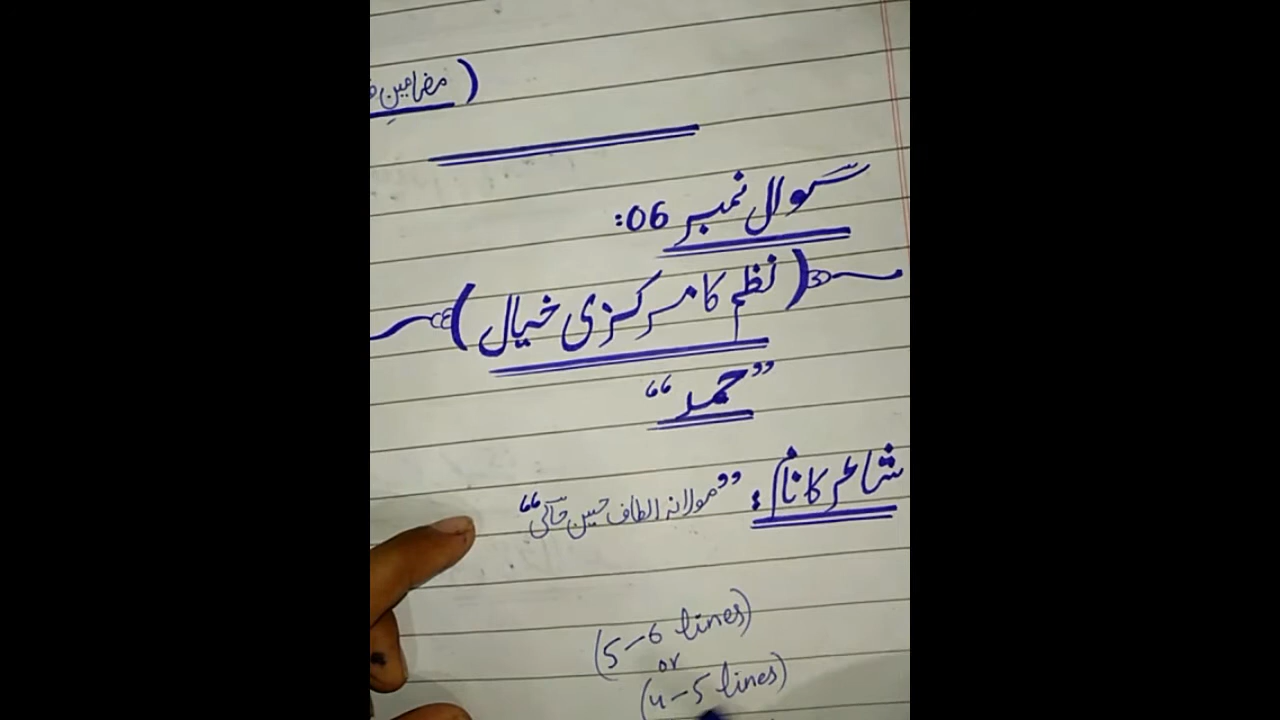 (مضامینِ
سوال نمبر 06:
(نظم کا مرکزی خیال)
”حمد“
شاعر کا نام: ”مولانہ الطاف حسین حالی“
(5-6 lines)
or
(4-5 lines)